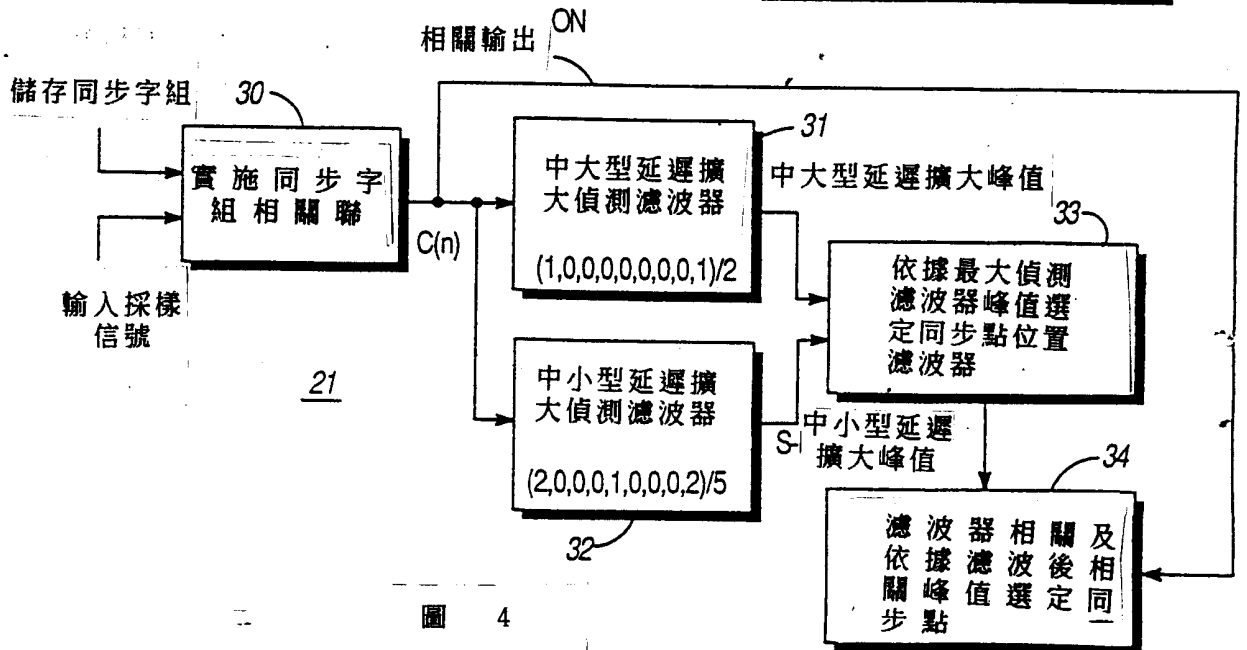 相關輸出
ON
儲存同步字組
30
實施同步字
組相關聯
輸入採樣
信號
C(n)
21
31
中大型延遲擴
大偵測濾波器
(1,0,0,0,0,0,0,0,1)/2
中大型延遲擴大峰值
中小型延遲擴
大偵測濾波器
(2,0,0,0,1,0,0,0,2)/5
32
S-
中小型延遲
擴大峰值
33
依據最大偵測
濾波器峰值選
定同步點位置
濾波器
34
濾波器相關及
依據濾波後相
關峰值選定同
步點
圖 4